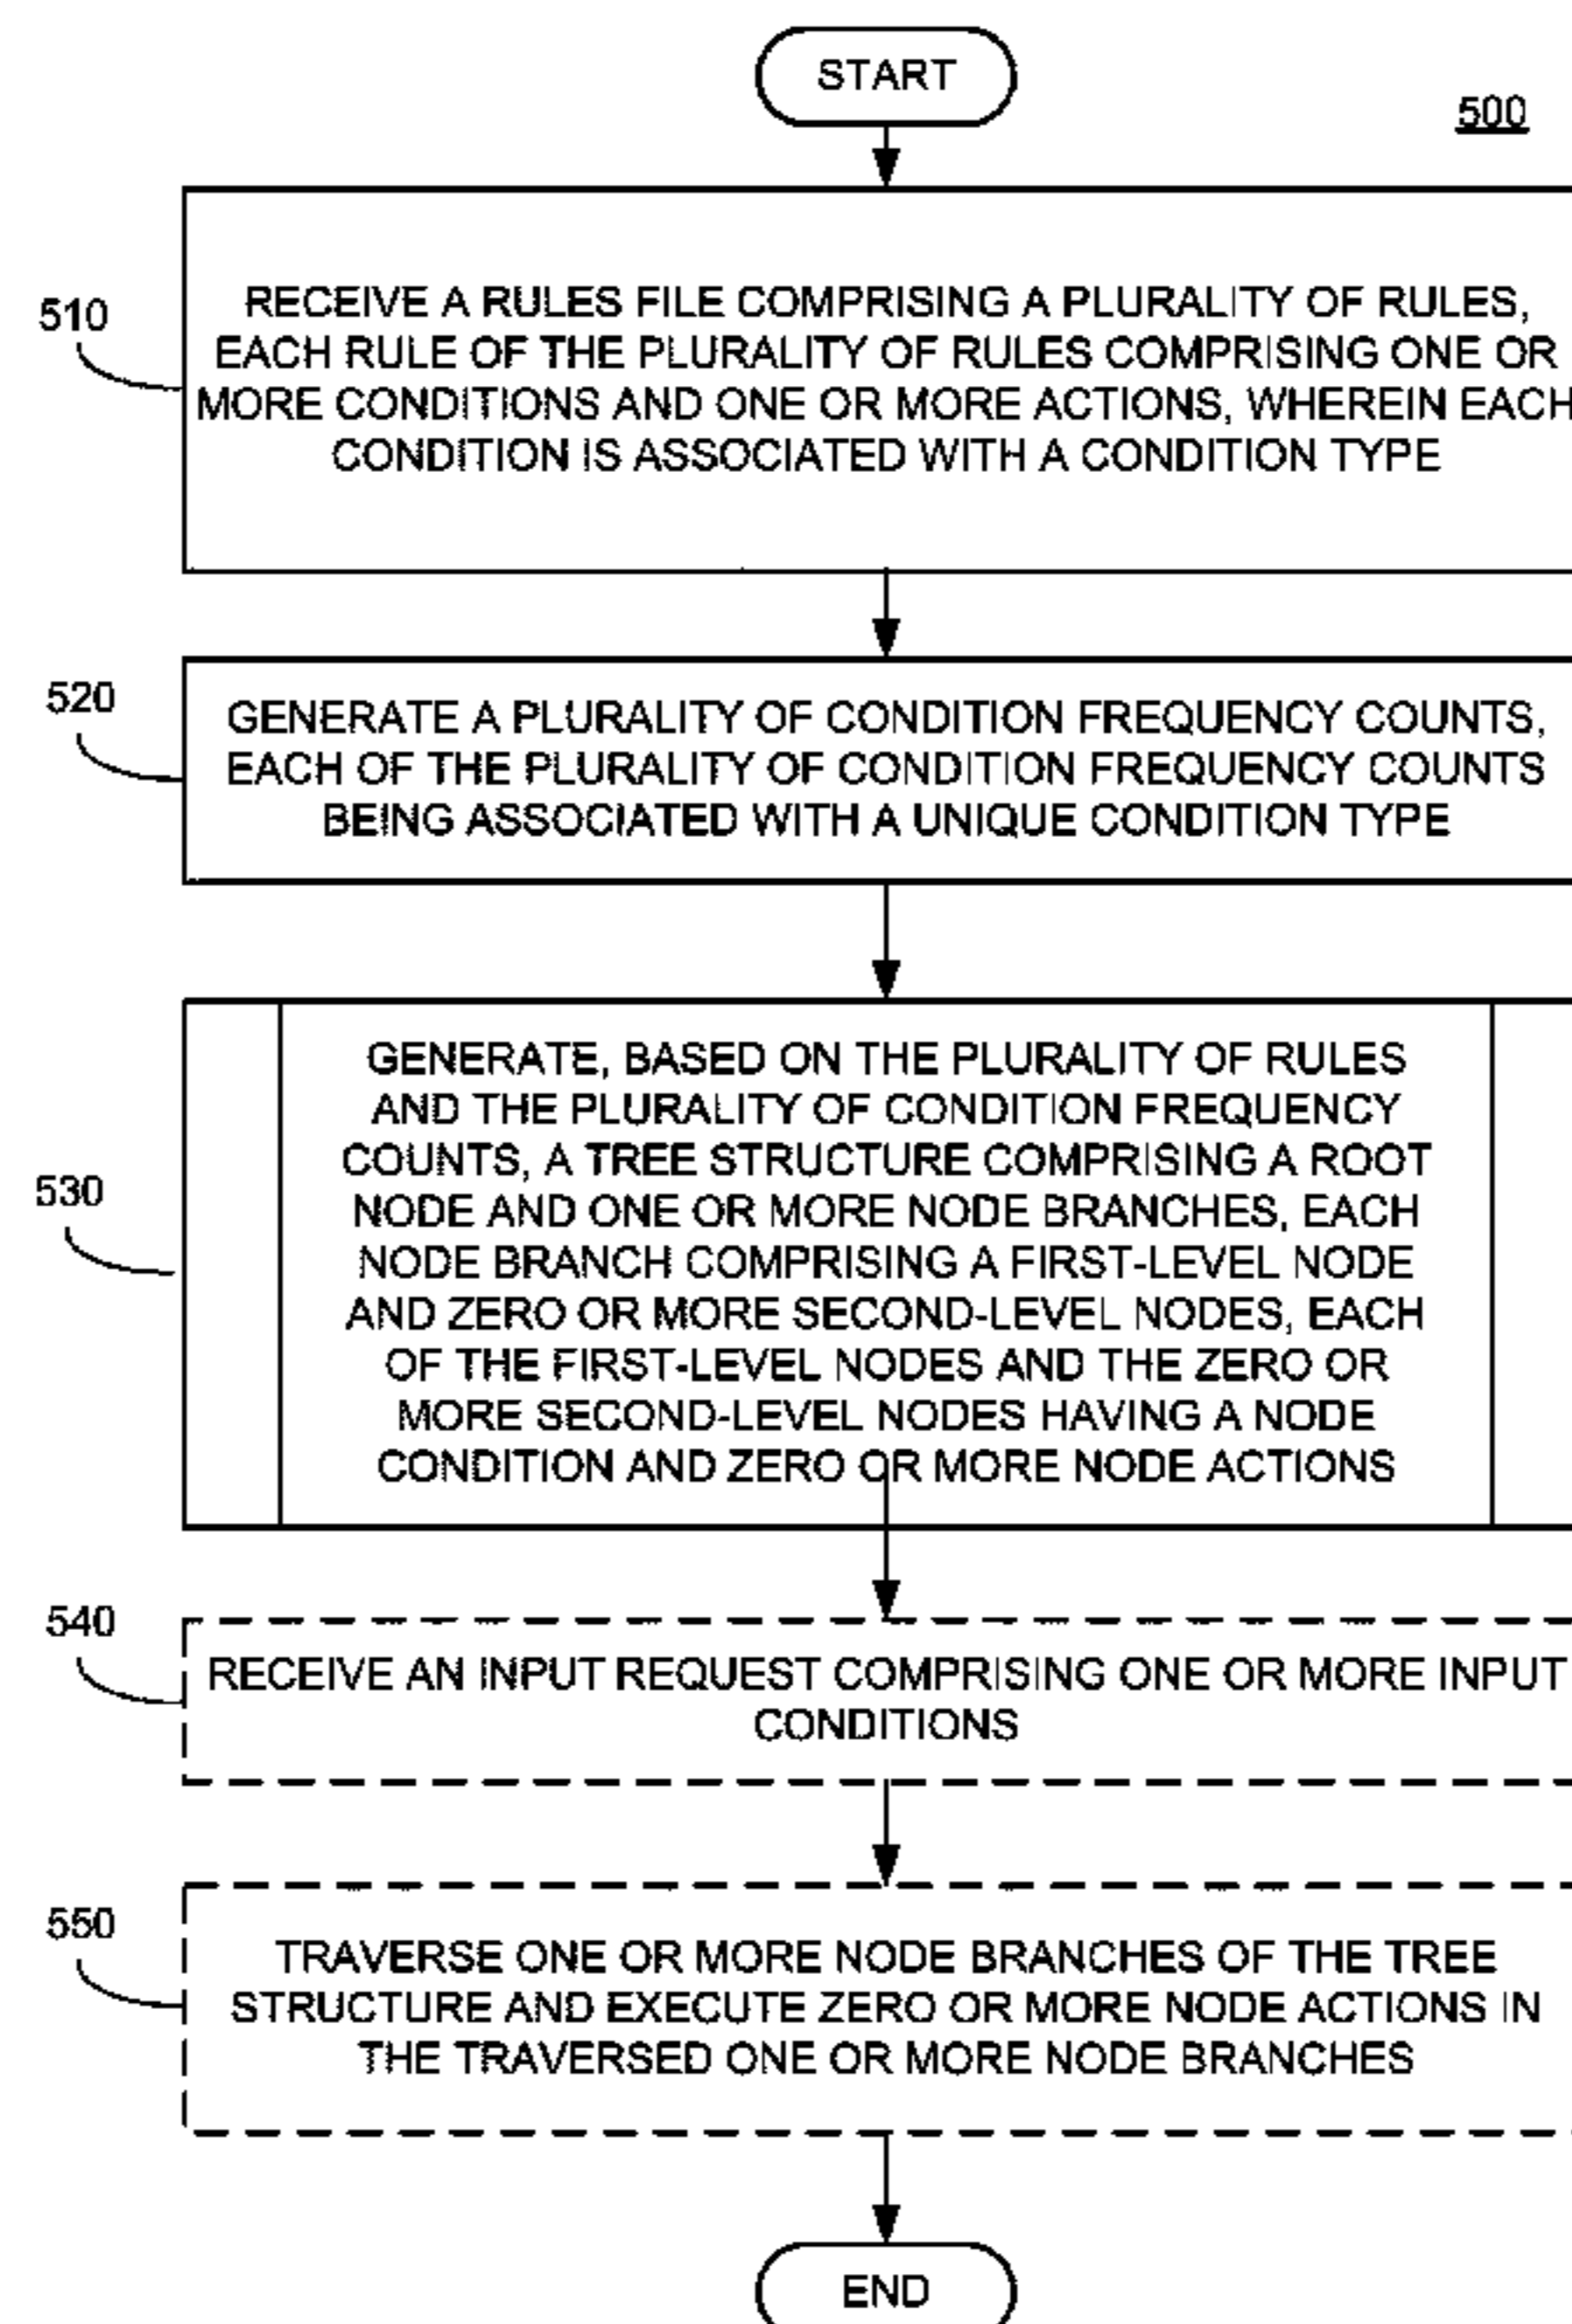 START
500
510
RECEIVE A RULES FILE COMPRISING A PLURALITY OF RULES,
EACH RULE OF THE PLURALITY OF RULES COMPRISING ONE OR
MORE CONDITIONS AND ONE OR MORE ACTIONS, WHEREIN EACH
CONDITION IS ASSOCIATED WITH A CONDITION TYPE
520
GENERATE A PLURALITY OF CONDITION FREQUENCY COUNTS,
EACH OF THE PLURALITY OF CONDITION FREQUENCY COUNTS
BEING ASSOCIATED WITH A UNIQUE CONDITION TYPE
530
GENERATE, BASED ON THE PLURALITY OF RULES
AND THE PLURALITY OF CONDITION FREQUENCY
COUNTS, A TREE STRUCTURE COMPRISING A ROOT
NODE AND ONE OR MORE NODE BRANCHES, EACH
NODE BRANCH COMPRISING A FIRST-LEVEL NODE
AND ZERO OR MORE SECOND-LEVEL NODES, EACH
OF THE FIRST-LEVEL NODES AND THE ZERO OR
MORE SECOND-LEVEL NODES HAVING A NODE
CONDITION AND ZERO OR MORE NODE ACTIONS
540
RECEIVE AN INPUT REQUEST COMPRISING ONE OR MORE INPUT
CONDITIONS
550
TRAVERSE ONE OR MORE NODE BRANCHES OF THE TREE
STRUCTURE AND EXECUTE ZERO OR MORE NODE ACTIONS IN
THE TRAVERSED ONE OR MORE NODE BRANCHES
END